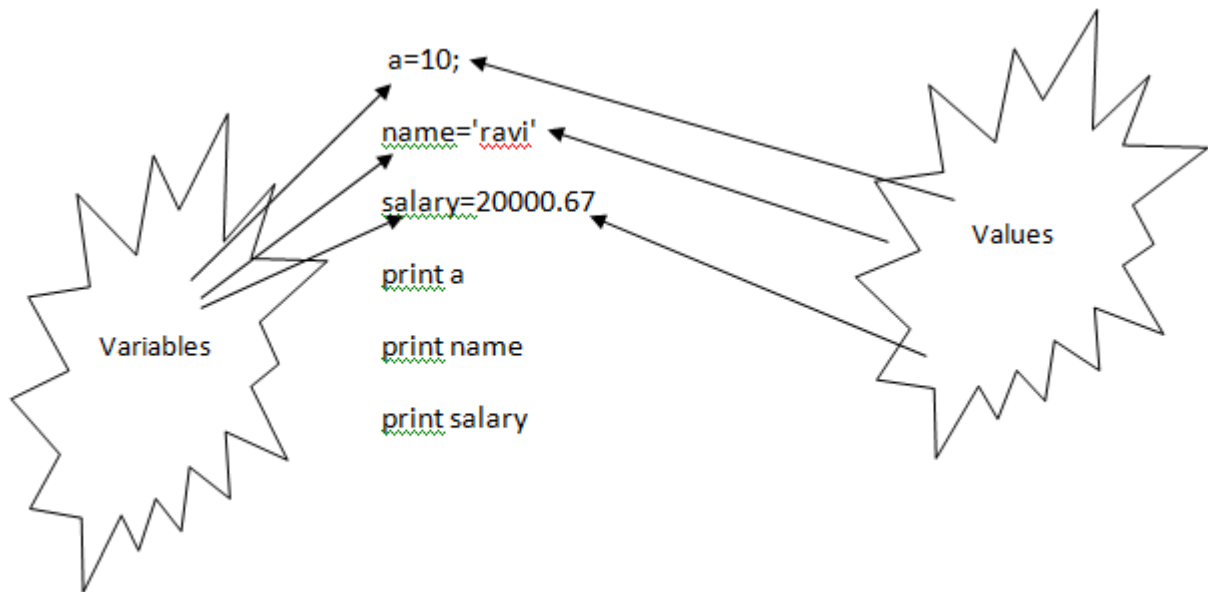 a=10;
name='ravi'
salary=20000.67
Values
print a
Variables
print name
print salary